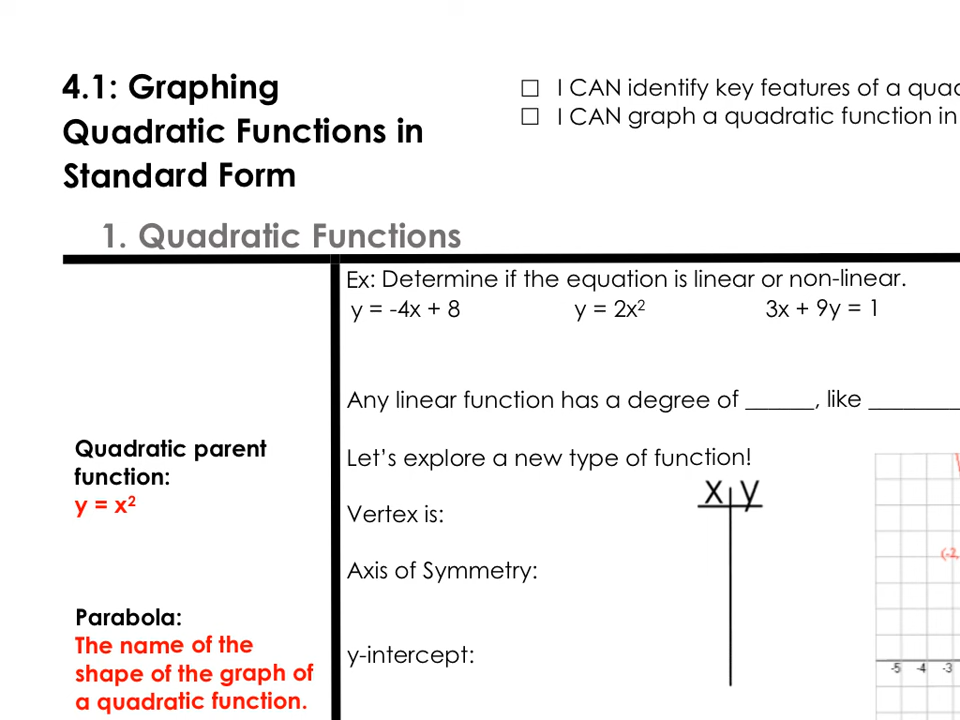 4.1: Graphing
Quadratic Functions in
Standard Form
☐ I CAN identify key features of a
☐ I CAN graph a quadratic function in
1. Quadratic Functions
Ex: Determine if the equation is linear or non-linear.
y = -4x + 8 y = 2x² 3x + 9y = 1
Any linear function has a degree of ______, like ________
Quadratic parent
function:
y = x²
Let’s explore a new type of function!
x y
Vertex is:
Axis of Symmetry:
y-intercept:
Parabola:
The name of the
shape of the graph of
a quadratic function.
(-2,
-5 -4 -3